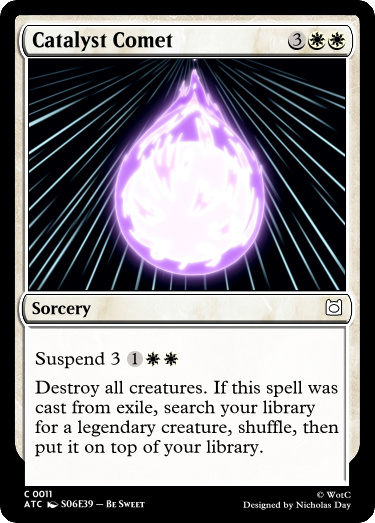 Catalyst Comet 3
Sorcery
Suspend 3 1
Destroy all creatures. If this spell was
cast from exile, search your library
for a legendary creature, shuffle, then
put it on top of your library.
C 0011 © WotC
ATC S06E39 – Be Sweet Designed by Nicholas Day